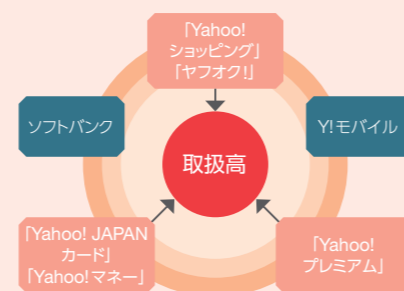 「Yahoo!
ショッピング」
「ヤフオク!」
ソフトバンク
Y!モバイル
取扱高
「Yahoo! JAPAN
カード」
「Yahoo!マネー」
「Yahoo!
プレミアム」